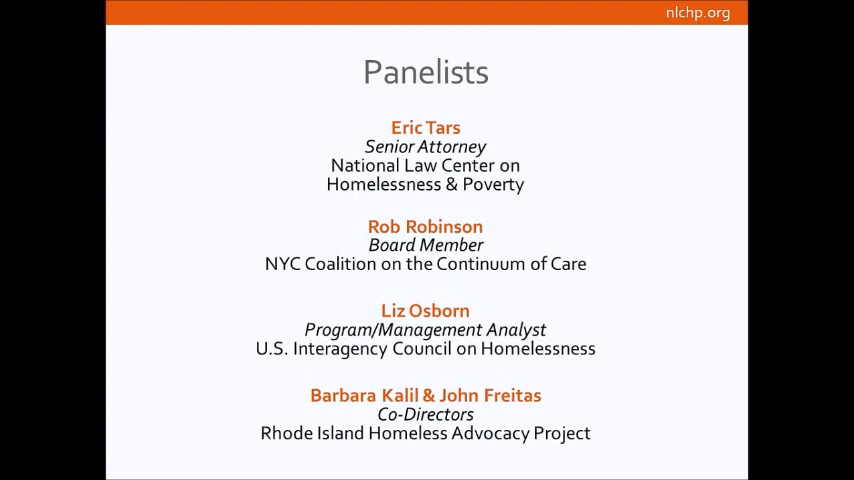 nlchp.org
Panelists
Eric Tars
Senior Attorney
National Law Center on
Homelessness & Poverty
Rob Robinson
Board Member
NYC Coalition on the Continuum of Care
Liz Osborn
Program/Management Analyst
U.S. Interagency Council on Homelessness
Barbara Kalil & John Freitas
Co-Directors
Rhode Island Homeless Advocacy Project